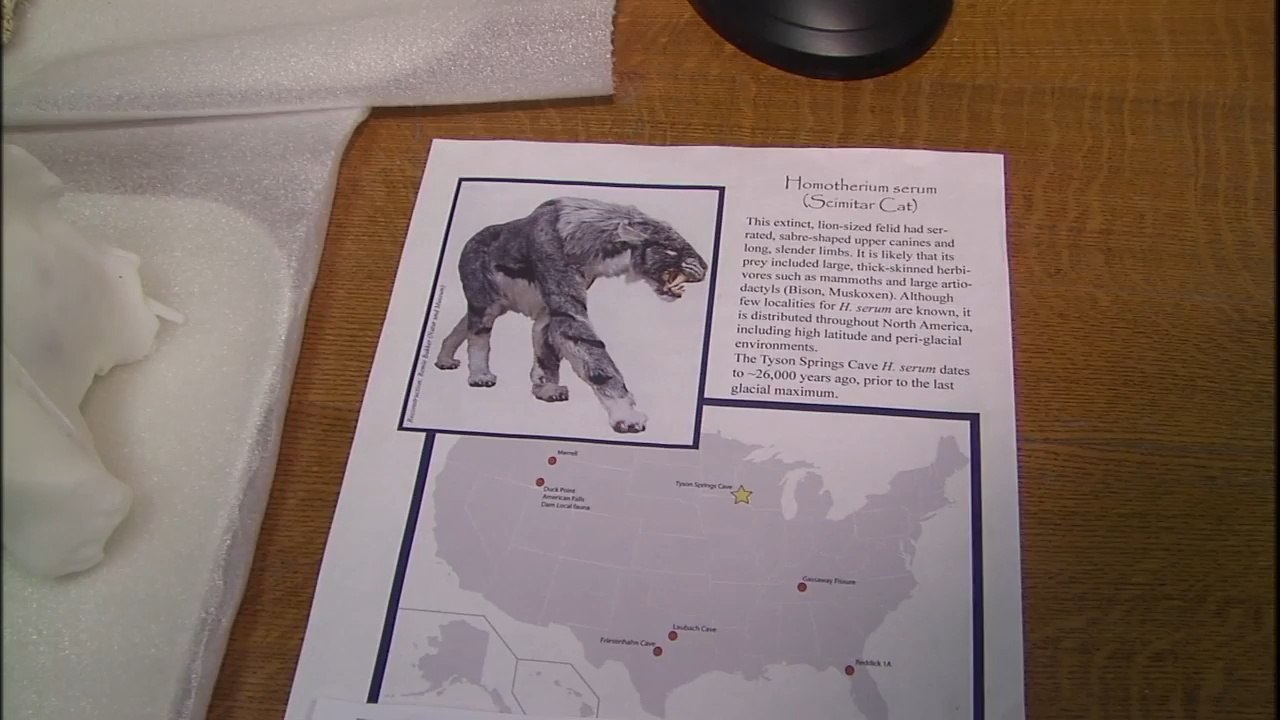 Homotherium serum
(Scimitar Cat)
This extinct, lion-sized felid had ser-
rated, sabre-shaped upper canines and
long, slender limbs. It is likely that its
prey included large, thick-skinned herbi-
vores such as mammoths and large artio-
dactyls (Bison, Muskoxen). Although
few localities for H. serum are known, it
is distributed throughout North America,
including high latitude and peri-glacial
environments.
The Tyson Springs Cave H. serum dates
to ~26,000 years ago, prior to the last
glacial maximum.
Merrell
Duck Point
American Falls
Dam Local fauna
Tyson Springs Cave
Gassaway Fissure
Laubach Cave
Friesenhahn Cave
Reddick 1A